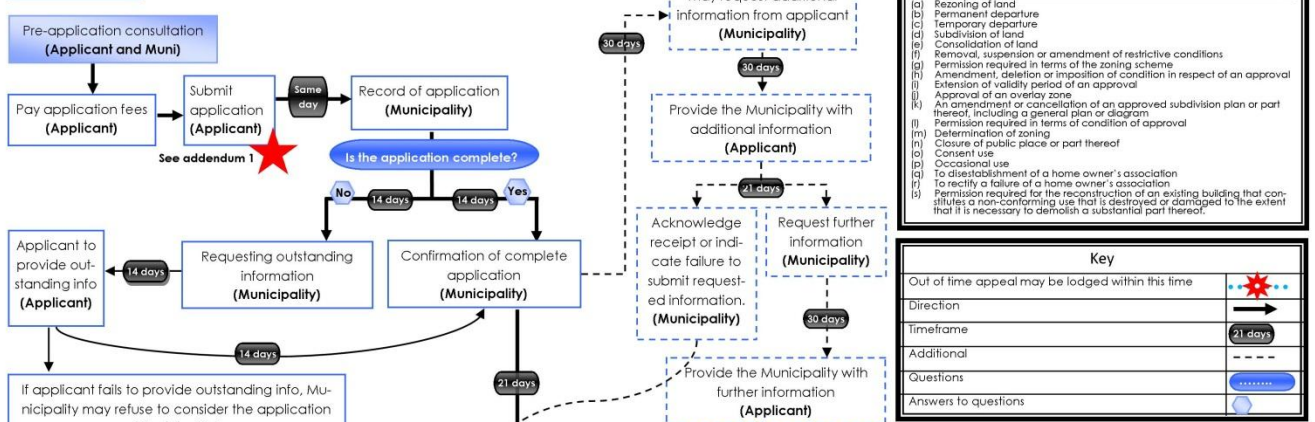 Pre-application consultation
(Applicant and Muni)
Pay application fees
(Applicant)
Submit
application
(Applicant)
See addendum 1
Same
day
Record of application
(Municipality)
Is the application complete?
No
14 days
14 days
Yes
Applicant to
provide out-
standing info
(Applicant)
14 days
Requesting outstanding
information
(Municipality)
Confirmation of complete
application
(Municipality)
14 days
21 days
If applicant fails to provide outstanding info, Mu-
nicipality may refuse to consider the application
30 days
may request additional
information from applicant
(Municipality)
30 days
Provide the Municipality with
additional information
(Applicant)
21 days
Acknowledge
receipt or indi-
cate failure to
submit request-
ed information.
(Municipality)
Request further
information
(Municipality)
30 days
Provide the Municipality with
further information
(Applicant)
(a) Rezoning of land
(b) Permanent departure
(c) Temporary departure
(d) Subdivision of land
(e) Consolidation of land
(f) Removal, suspension or amendment of restrictive conditions
(g) Permission required in terms of the zoning scheme
(h) Amendment, deletion or imposition of condition in respect of an approval
(i) Extension of validity period of an approval
(j) Approval of an overlay zone
(k) An amendment or cancellation of an approved subdivision plan or part
thereof, including a general plan or diagram
(l) Permission required in terms of condition of approval
(m) Determination of zoning
(n) Closure of public place or part thereof
(o) Consent use
(p) Occasional use
(q) To disestablishment of a home owner`s association
(r) To rectify a failure of a home owner`s association
(s) Permission required for the reconstruction of an existing building that con-
stitutes a non-conforming use that is destroyed or damaged to the extent
that it is necessary to demolish a substantial part thereof.
Key
Out of time appeal may be lodged within this time
Direction
Timeframe
21 days
Additional
Questions
........
Answers to questions